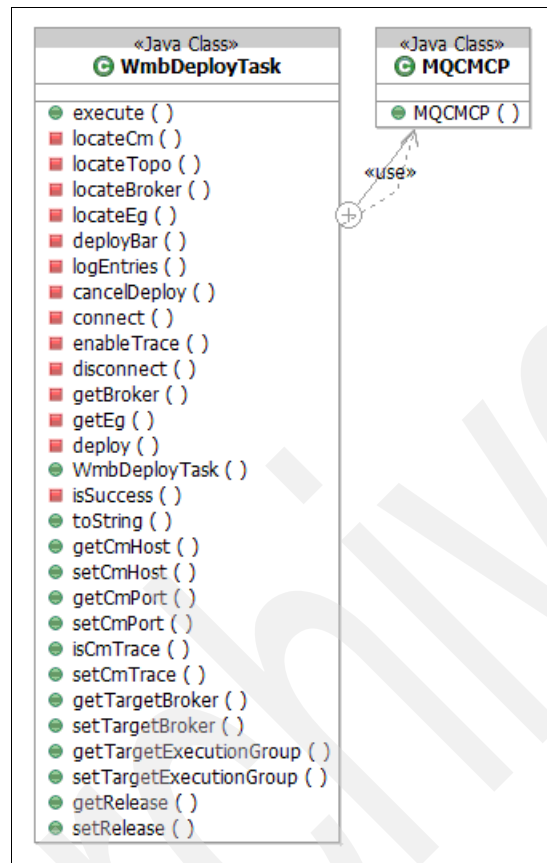 «Java Class»
WmbDeployTask
execute ( )
locateCm ( )
locateTopo ( )
locateBroker ( )
locateEg ( )
deployBar ( )
logEntries ( )
cancelDeploy ( )
connect ( )
enableTrace ( )
disconnect ( )
getBroker ( )
getEg ( )
deploy ( )
WmbDeployTask ( )
isSuccess ( )
toString ( )
getCmHost ( )
setCmHost ( )
getCmPort ( )
setCmPort ( )
isCmTrace ( )
setCmTrace ( )
getTargetBroker ( )
setTargetBroker ( )
getTargetExecutionGroup ( )
setTargetExecutionGroup ( )
getRelease ( )
setRelease ( )
«Java Class»
MQCMCP
MQCMCP ( )
«use»